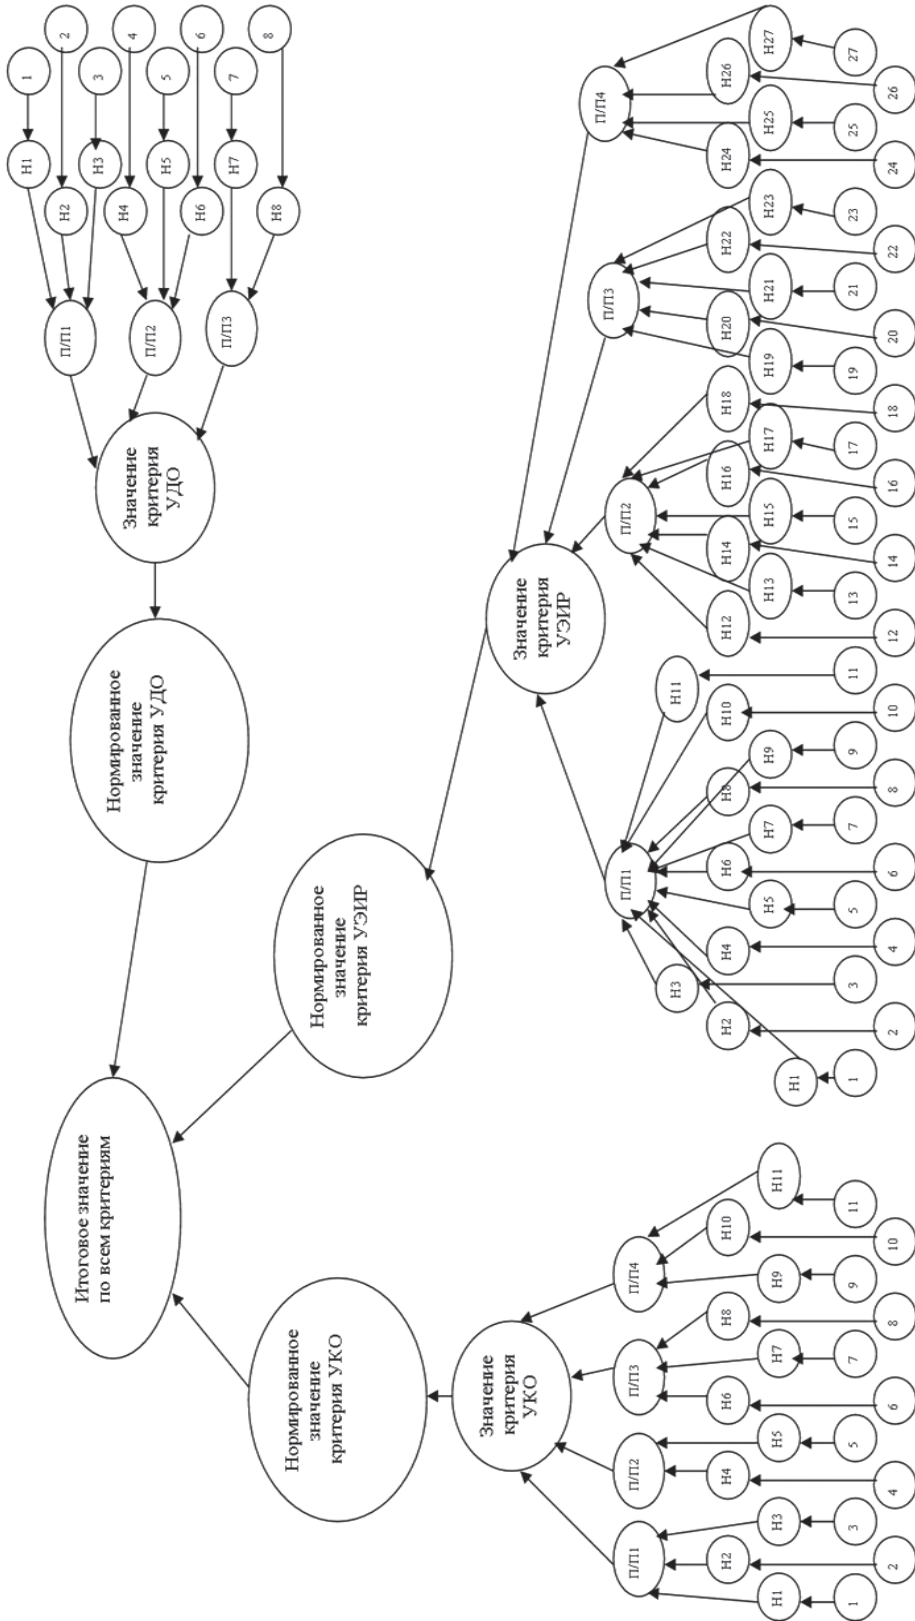 Итоговое значение
по всем критериям
Нормированное
значение
критерия УКО
Значение
критерия
УКО
П/П1
П/П2
П/П3
П/П4
Н1
Н2
Н3
Н4
Н5
Н6
Н7
Н8
Н9
Н10
Н11
1
2
3
4
5
6
7
8
9
10
11
Нормированное
значение
критерия УЭИР
Значение
критерия
УЭИР
П/П1
П/П2
П/П3
П/П4
Н1
Н2
Н3
Н4
Н5
Н6
Н7
Н8
Н9
Н10
Н11
Н12
Н13
Н14
Н15
Н16
Н17
Н18
Н19
Н20
Н21
Н22
Н23
Н24
Н25
Н26
Н27
1
2
3
4
5
6
7
8
9
10
11
12
13
14
15
16
17
18
19
20
21
22
23
24
25
26
27
Нормированное
значение
критерия УДО
Значение
критерия
УДО
П/П1
П/П2
П/П3
Н1
Н2
Н3
Н4
Н5
Н6
Н7
Н8
1
2
3
4
5
6
7
8